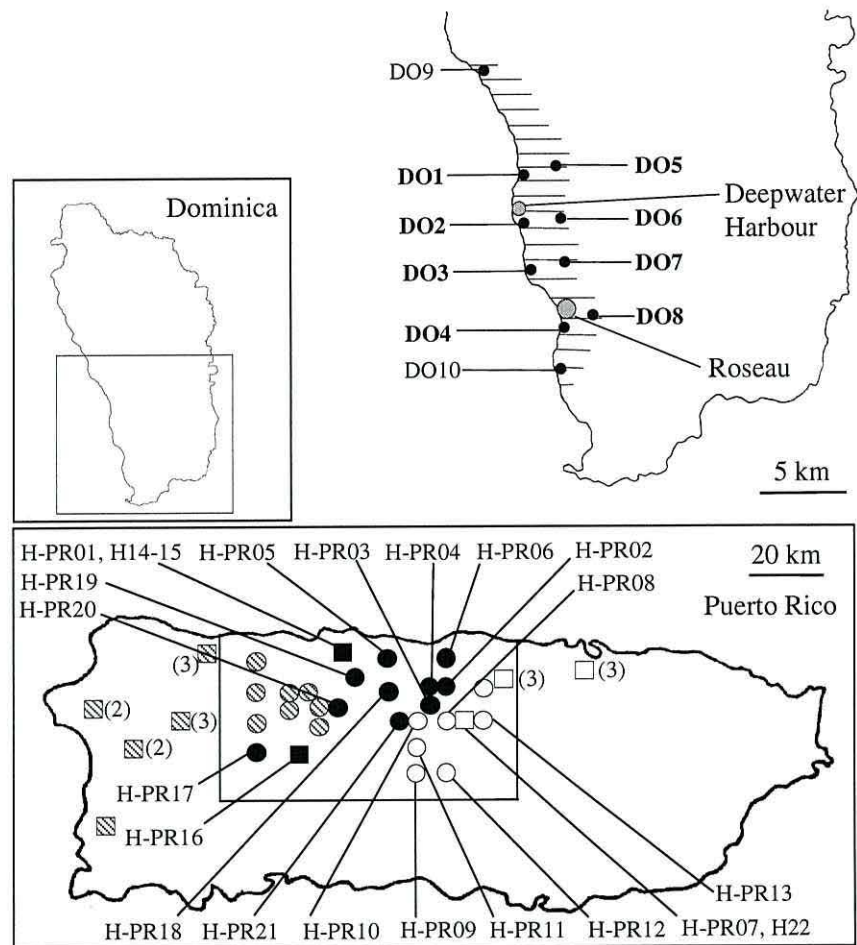 DO9
DO5
DO1
Deepwater
Harbour
DO6
DO2
DO7
DO3
DO8
DO4
DO10
Roseau
5 km
Dominica
H-PR01, H14-15 H-PR05 H-PR03 H-PR04 H-PR06 H-PR02
20 km
H-PR19
H-PR08
Puerto Rico
H-PR20
(3)
(3)
(3)
(2)
(3)
(2)
H-PR17
H-PR16
H-PR13
H-PR18 H-PR21 H-PR10 H-PR09 H-PR11 H-PR12 H-PR07, H22